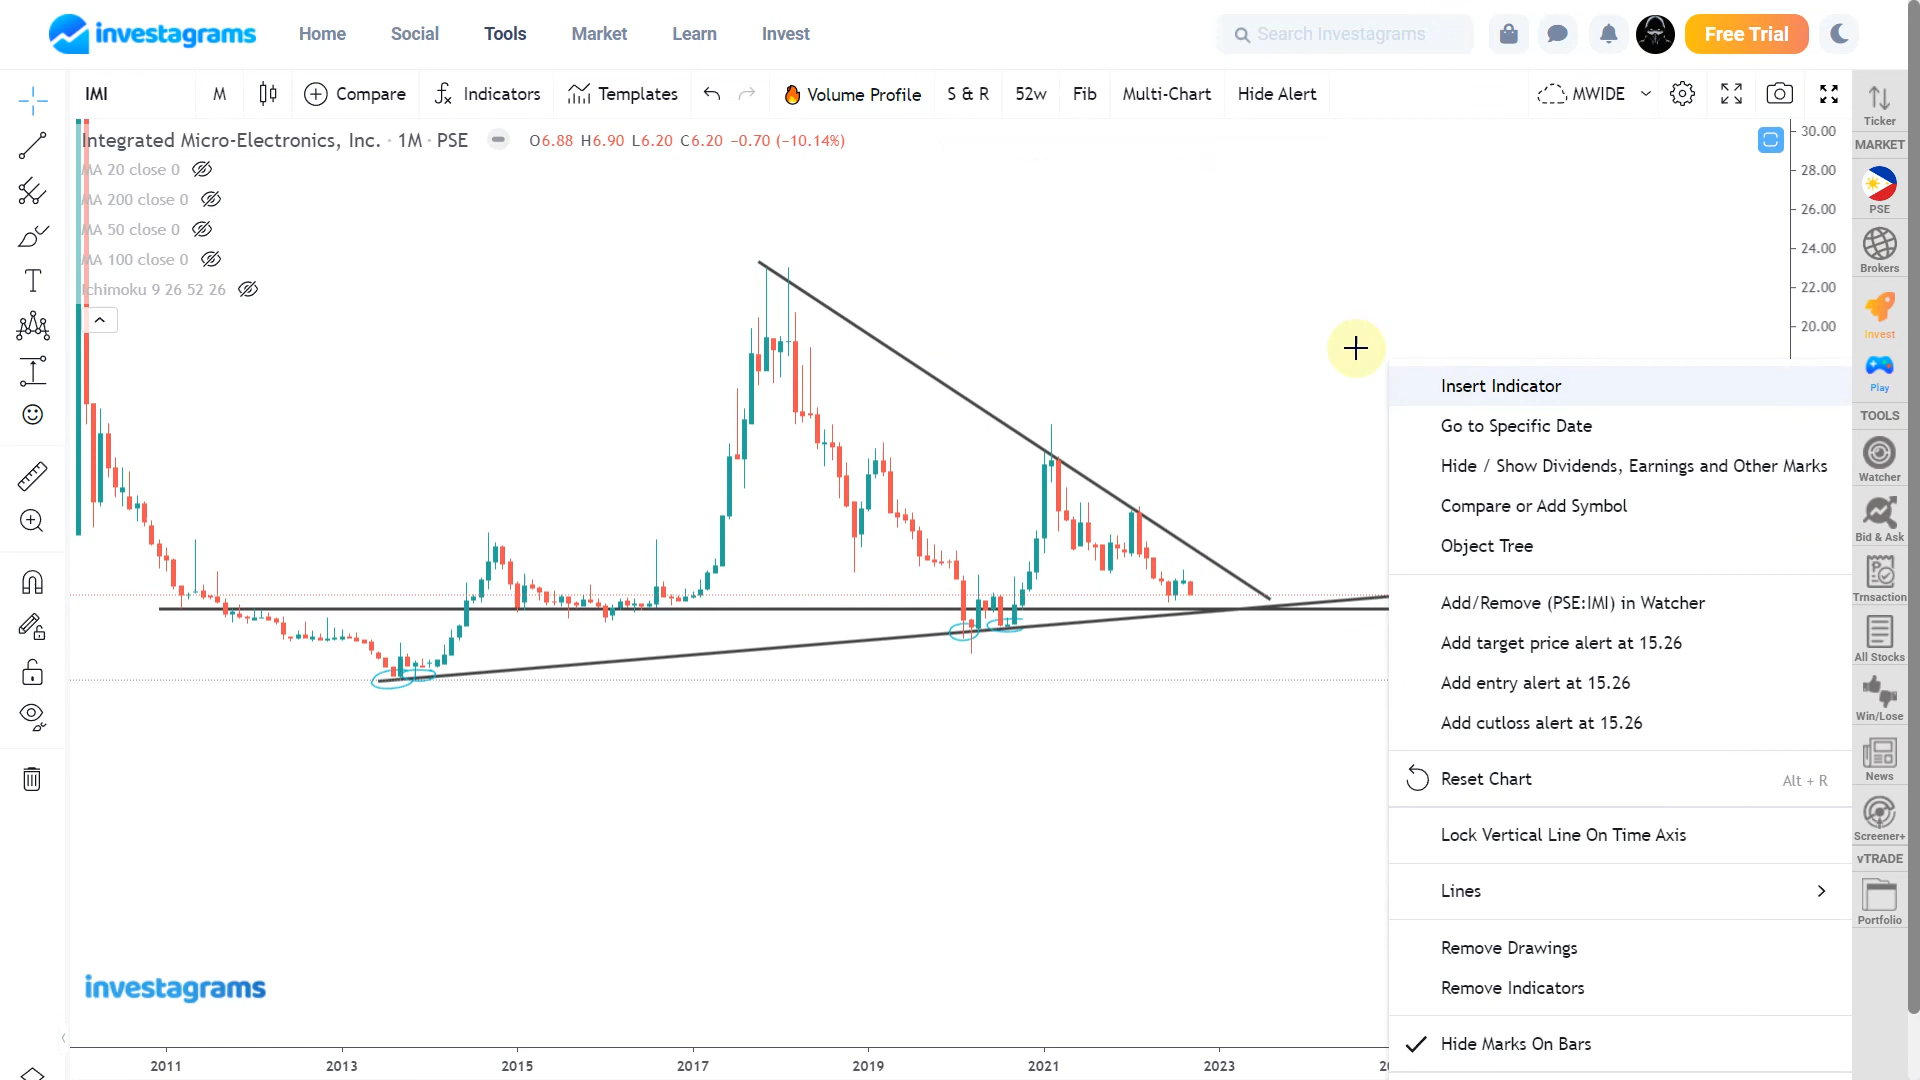 investagrams Home Social Tools Market Learn Invest Search Investagrams Free Trial
IMI M Compare Indicators Templates Volume Profile S & R 52w Fib Multi-Chart Hide Alert MWIDE
Integrated Micro-Electronics, Inc. · 1M · PSE O6.88 H6.90 L6.20 C6.20 −0.70 (−10.14%)
MA 20 close 0
MA 200 close 0
MA 50 close 0
MA 100 close 0
Ichimoku 9 26 52 26
30.00
28.00
26.00
24.00
22.00
20.00
Insert Indicator
Go to Specific Date
Hide / Show Dividends, Earnings and Other Marks
Compare or Add Symbol
Object Tree
Add/Remove (PSE:IMI) in Watcher
Add target price alert at 15.26
Add entry alert at 15.26
Add cutloss alert at 15.26
Reset Chart Alt + R
Lock Vertical Line On Time Axis
Lines
Remove Drawings
Remove Indicators
Hide Marks On Bars
Ticker
MARKET
PSE
Brokers
Invest
Play
TOOLS
Watcher
Bid & Ask
Trnsaction
All Stocks
Win/Lose
News
Screener+
vTRADE
Portfolio
investagrams
2011 2013 2015 2017 2019 2021 2023